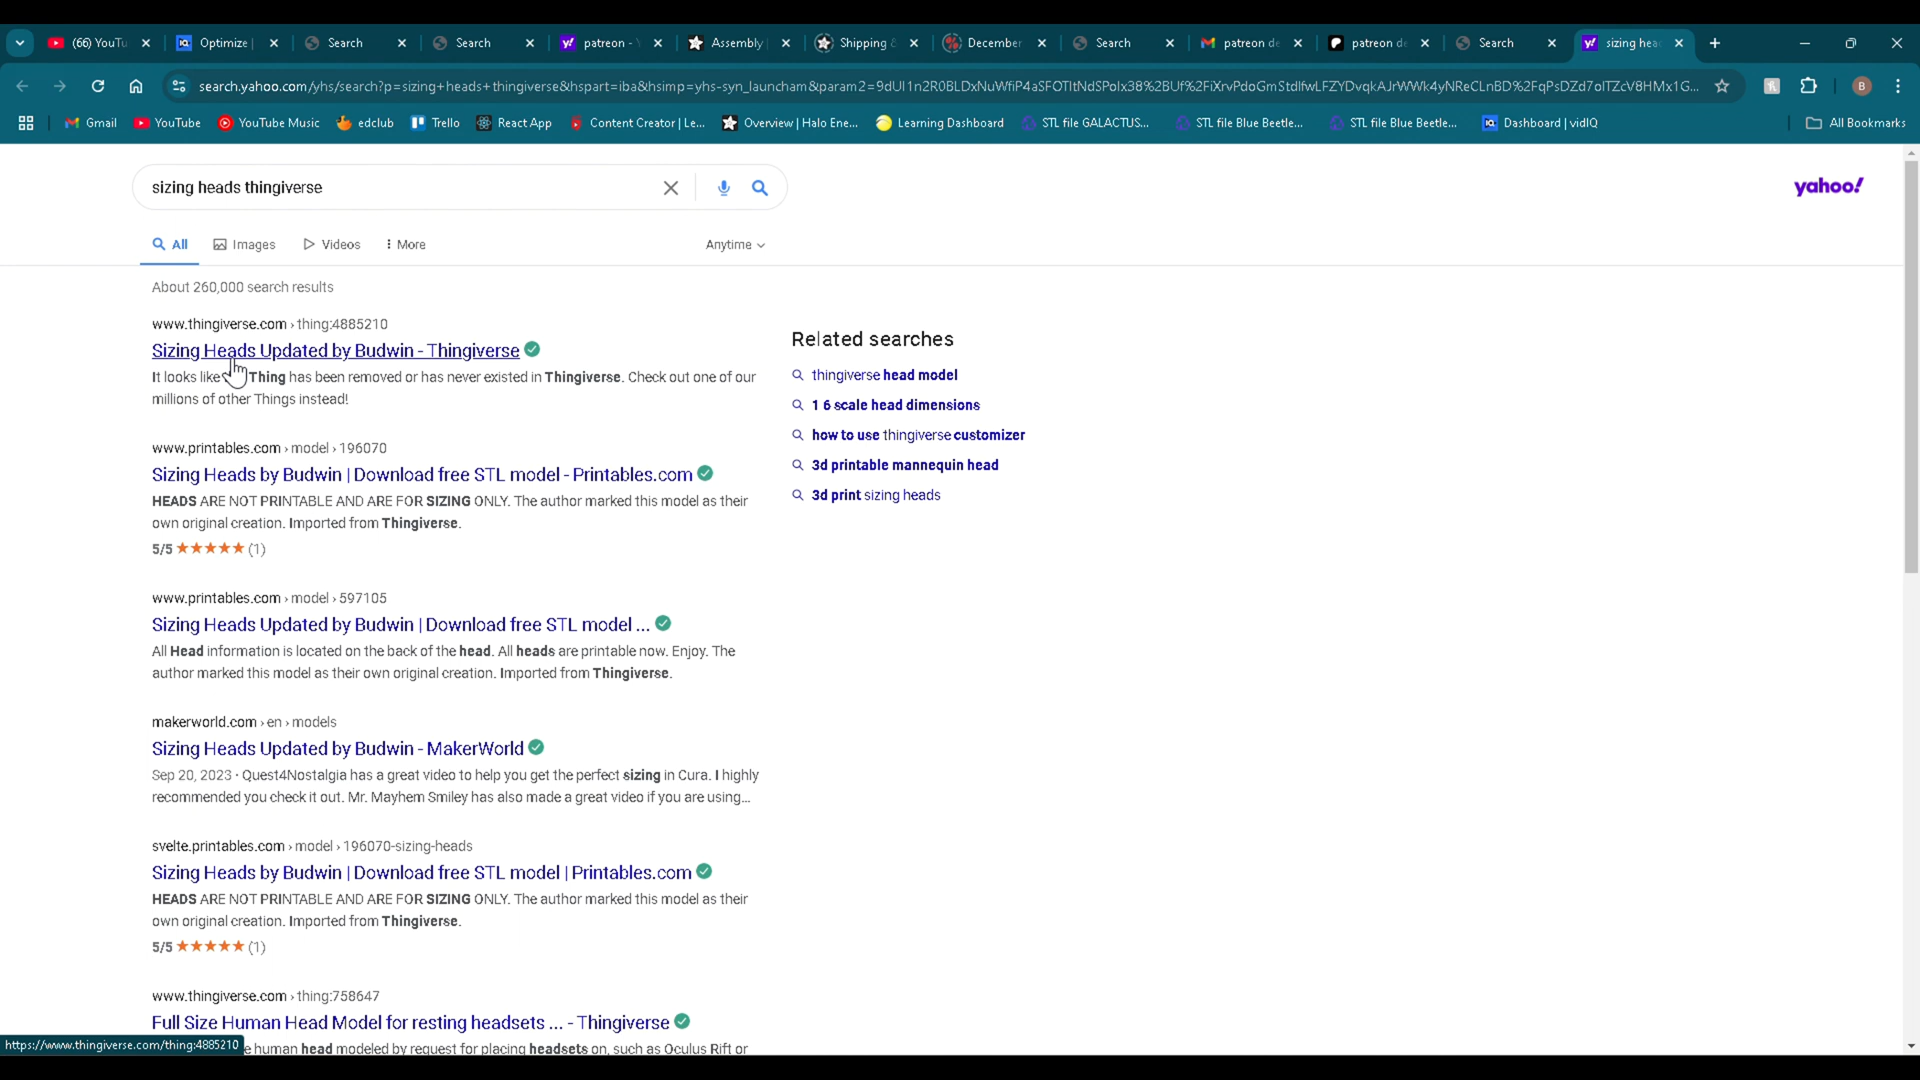 (66) YouTu
Optimize |
Search
Search
patreon - Y
Assembly
Shipping &
December
Search
patreon de
patreon de
Search
sizing hea
search.yahoo.com/yhs/search?p=sizing+heads+thingiverse&hspart=iba&hsimp=yhs-syn_launcham&param2=
Gmail
YouTube
YouTube Music
edclub
Trello
React App
Content Creator | Le...
Overview | Halo Ene...
Learning Dashboard
STL file GALACTUS...
STL file Blue Beetle...
STL file Blue Beetle...
Dashboard | vidIQ
All Bookmarks
sizing heads thingiverse
yahoo!
All
Images
Videos
More
Anytime
About 260,000 search results
www.thingiverse.com › thing:4885210
Sizing Heads Updated by Budwin - Thingiverse
It looks like Thing has been removed or has never existed in Thingiverse. Check out one of our
millions of other Things instead!
www.printables.com › model › 196070
Sizing Heads by Budwin | Download free STL model - Printables.com
HEADS ARE NOT PRINTABLE AND ARE FOR SIZING ONLY. The author marked this model as their
own original creation. Imported from Thingiverse.
5/5 ★★★★★ (1)
www.printables.com › model › 597105
Sizing Heads Updated by Budwin | Download free STL model ...
All Head information is located on the back of the head. All heads are printable now. Enjoy. The
author marked this model as their own original creation. Imported from Thingiverse.
makerworld.com › en › models
Sizing Heads Updated by Budwin - MakerWorld
Sep 20, 2023 · Quest4Nostalgia has a great video to help you get the perfect sizing in Cura. I highly
recommended you check it out. Mr. Mayhem Smiley has also made a great video if you are using...
svelte.printables.com › model › 196070-sizing-heads
Sizing Heads by Budwin | Download free STL model | Printables.com
HEADS ARE NOT PRINTABLE AND ARE FOR SIZING ONLY. The author marked this model as their
own original creation. Imported from Thingiverse.
5/5 ★★★★★ (1)
www.thingiverse.com › thing:758647
Full Size Human Head Model for resting headsets ... - Thingiverse
e human head modeled by request for placing headsets on, such as Oculus Rift or
Related searches
thingiverse head model
1 6 scale head dimensions
how to use thingiverse customizer
3d printable mannequin head
3d print sizing heads
https://www.thingiverse.com/thing:4885210